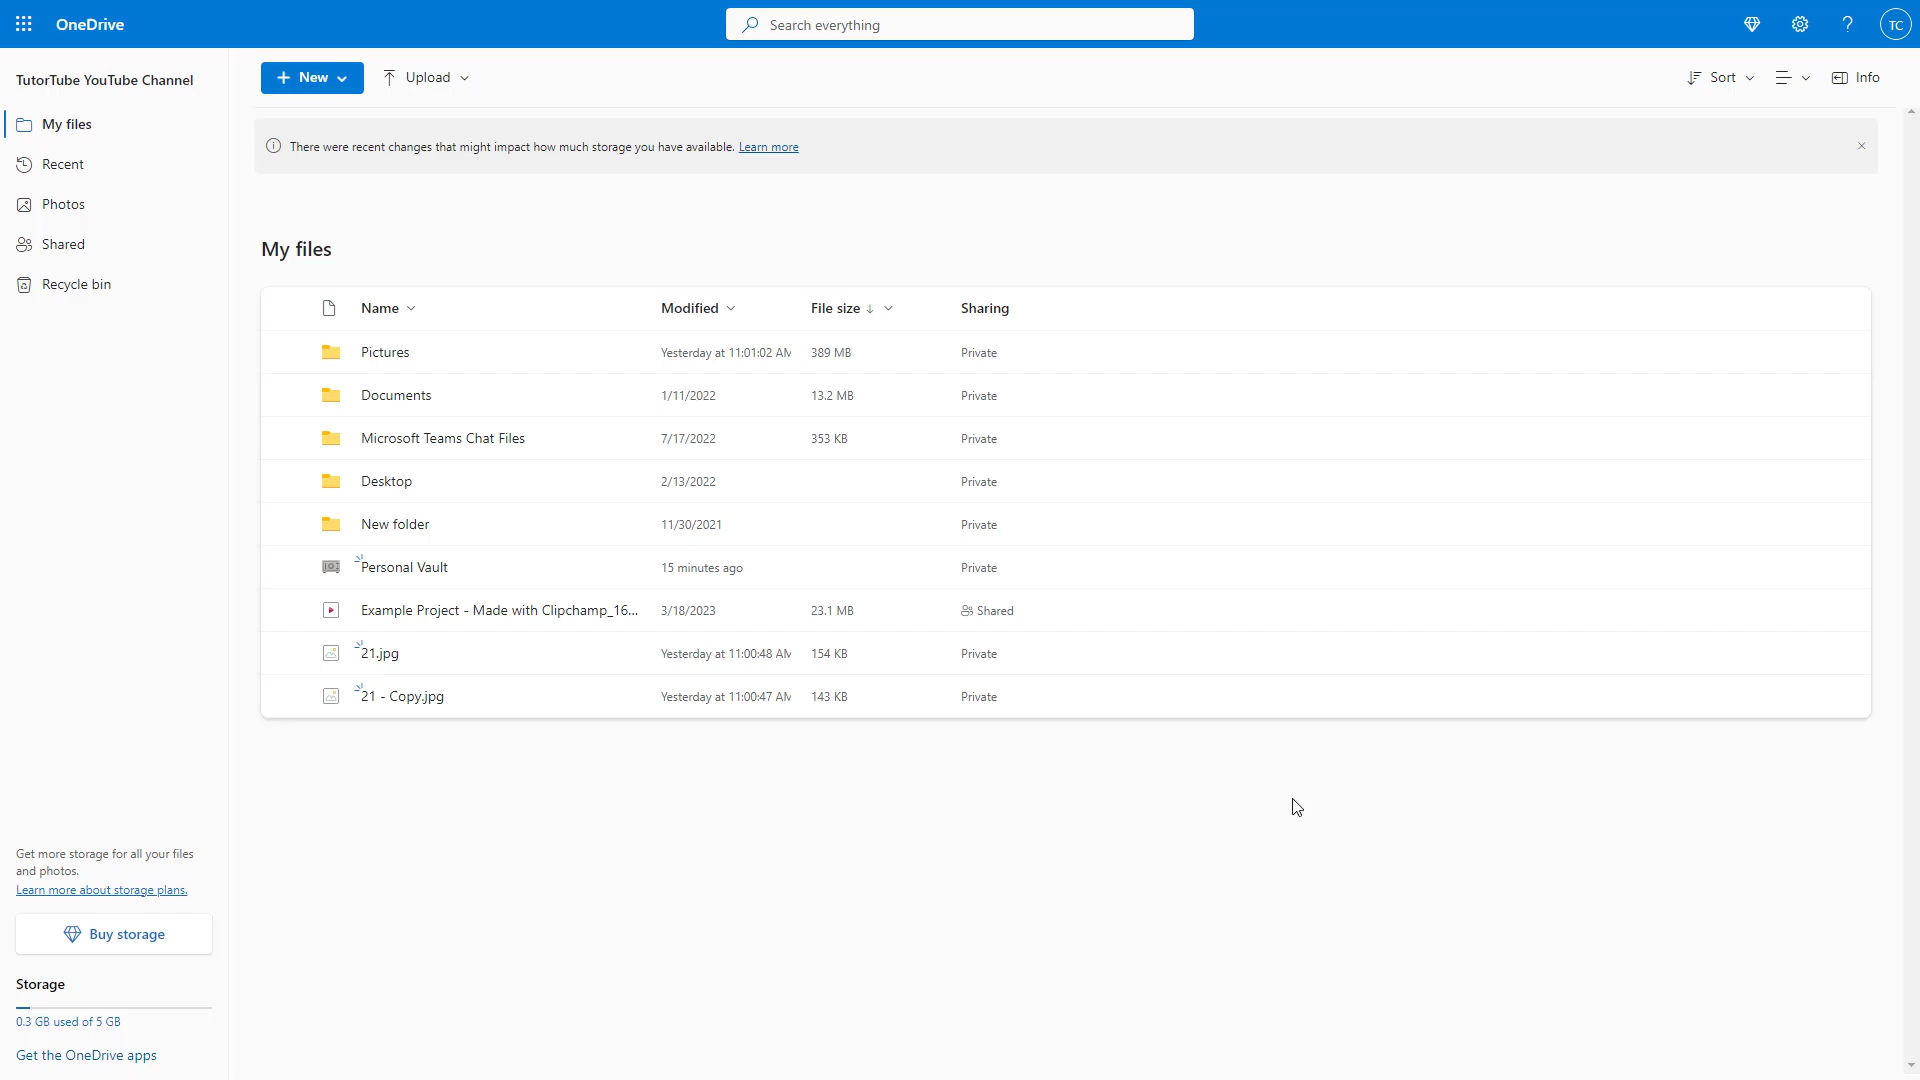 OneDrive
Search everything
TC
TutorTube YouTube Channel
My files
Recent
Photos
Shared
Recycle bin
New
Upload
Sort
Info
There were recent changes that might impact how much storage you have available. Learn more
My files
Name Modified File size Sharing
Pictures Yesterday at 11:01:02 AM 389 MB Private
Documents 1/11/2022 13.2 MB Private
Microsoft Teams Chat Files 7/17/2022 353 KB Private
Desktop 2/13/2022 Private
New folder 11/30/2021 Private
Personal Vault 15 minutes ago Private
Example Project - Made with Clipchamp_16... 3/18/2023 23.1 MB Shared
21.jpg Yesterday at 11:00:48 AM 154 KB Private
21 - Copy.jpg Yesterday at 11:00:47 AM 143 KB Private
Get more storage for all your files
and photos.
Learn more about storage plans.
Buy storage
Storage
0.3 GB used of 5 GB
Get the OneDrive apps